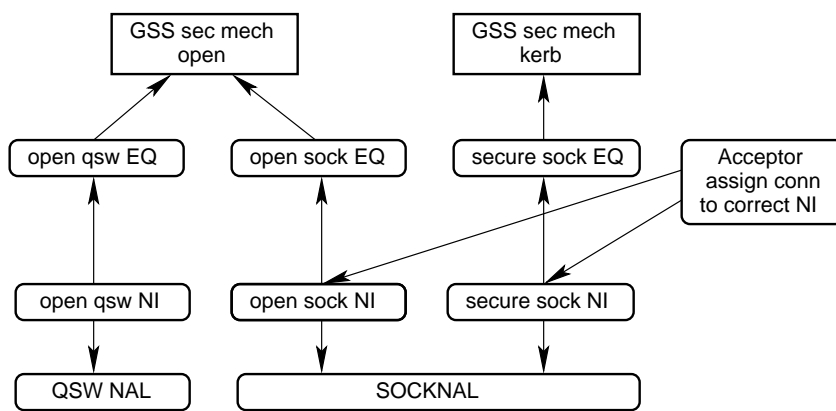 GSS sec mech
open
GSS sec mech
kerb
open qsw EQ
open sock EQ
secure sock EQ
Acceptor
assign conn
to correct NI
open qsw NI
open sock NI
secure sock NI
QSW NAL
SOCKNAL